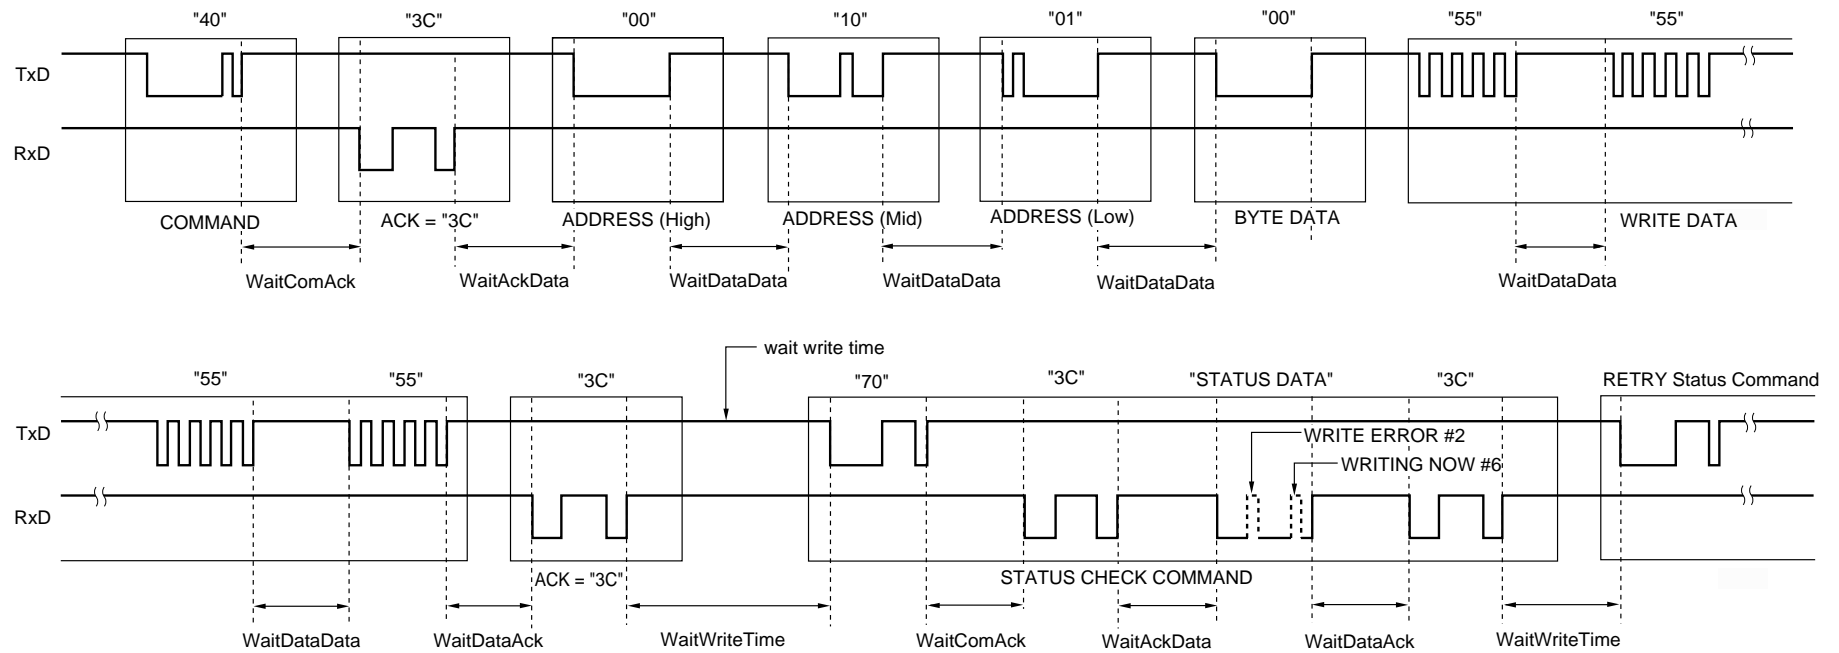 "40" "3C" "00" "10" "01" "00" "55" "55"
TxD
RxD
COMMAND ACK = "3C" ADDRESS (High) ADDRESS (Mid) ADDRESS (Low) BYTE DATA WRITE DATA
WaitComAck WaitAckData WaitDataData WaitDataData WaitDataData WaitDataData
wait write time
"55" "55" "3C" "70" "3C" "STATUS DATA" "3C" RETRY Status Command
TxD
WRITE ERROR #2
WRITING NOW #6
RxD
ACK = "3C" STATUS CHECK COMMAND
WaitDataData WaitDataAck WaitWriteTime WaitComAck WaitAckData WaitDataAck WaitWriteTime